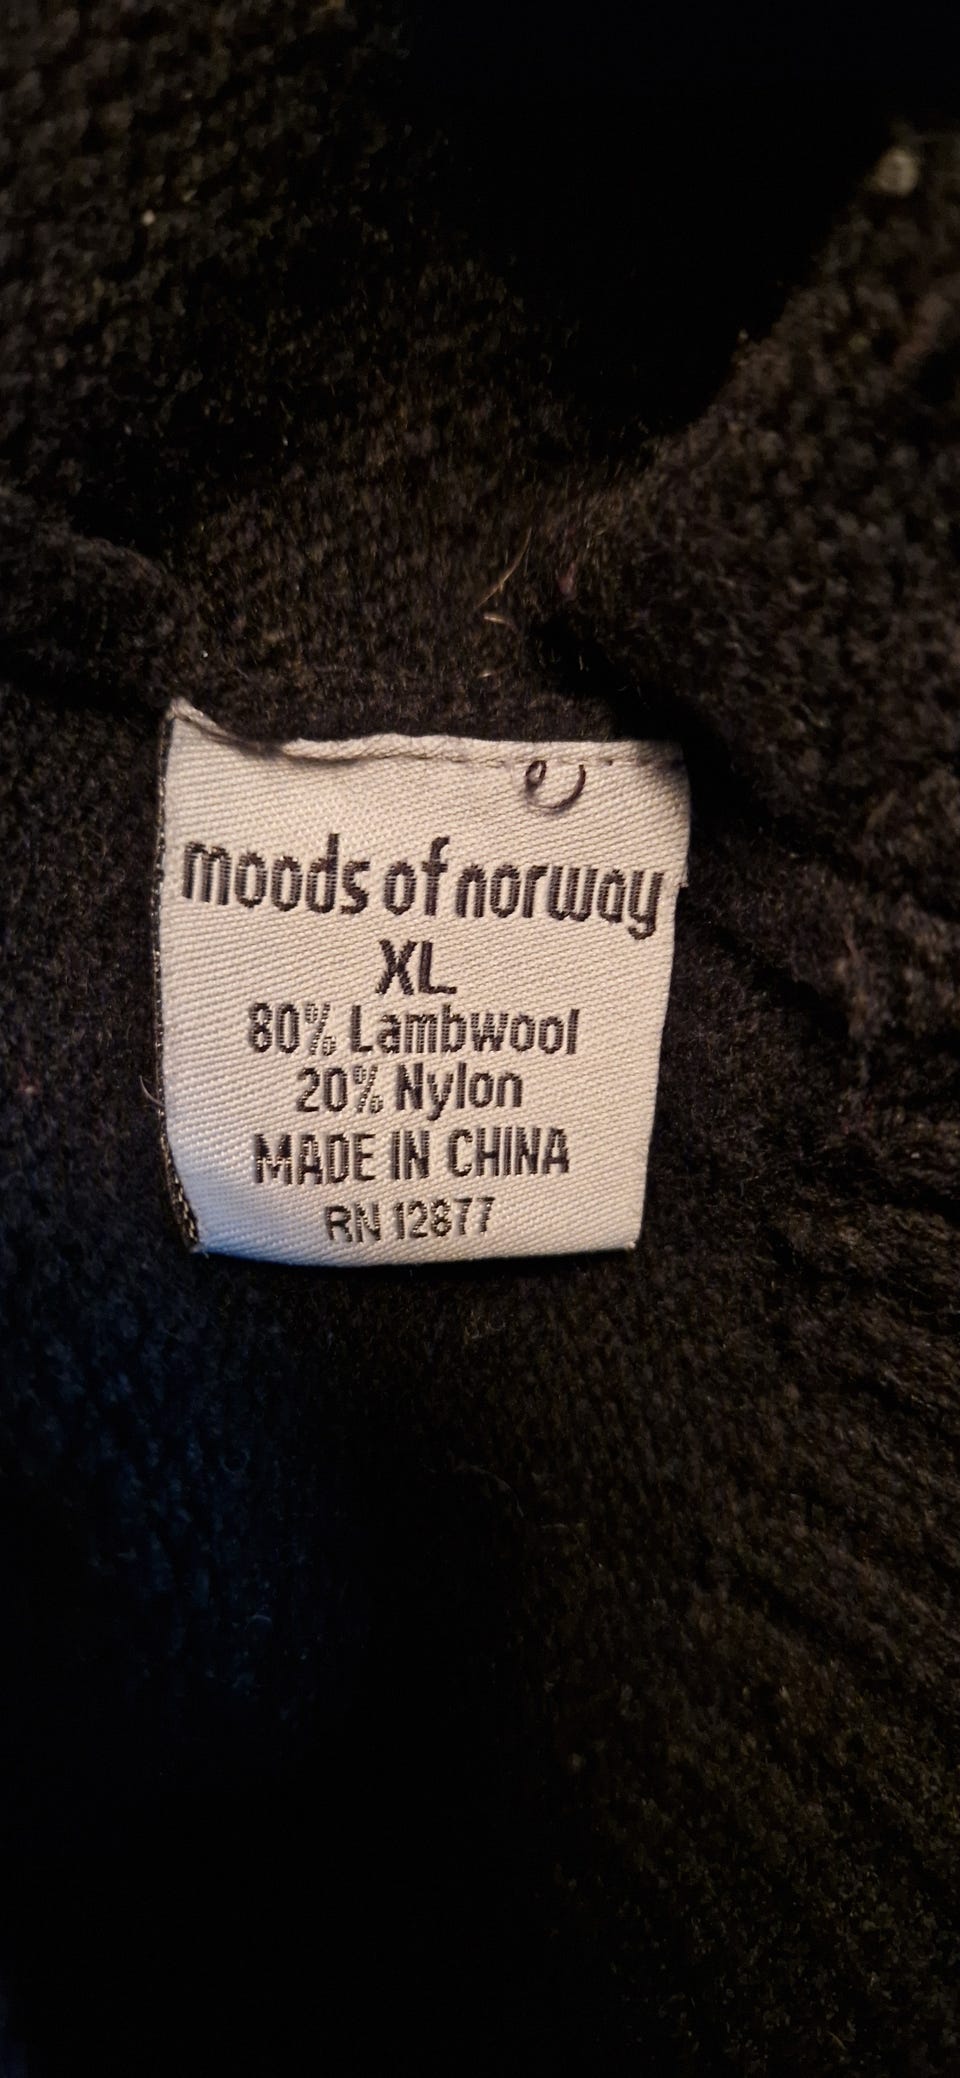 moods of norway
XL
80% Lambwool
20% Nylon
MADE IN CHINA
RN 12877